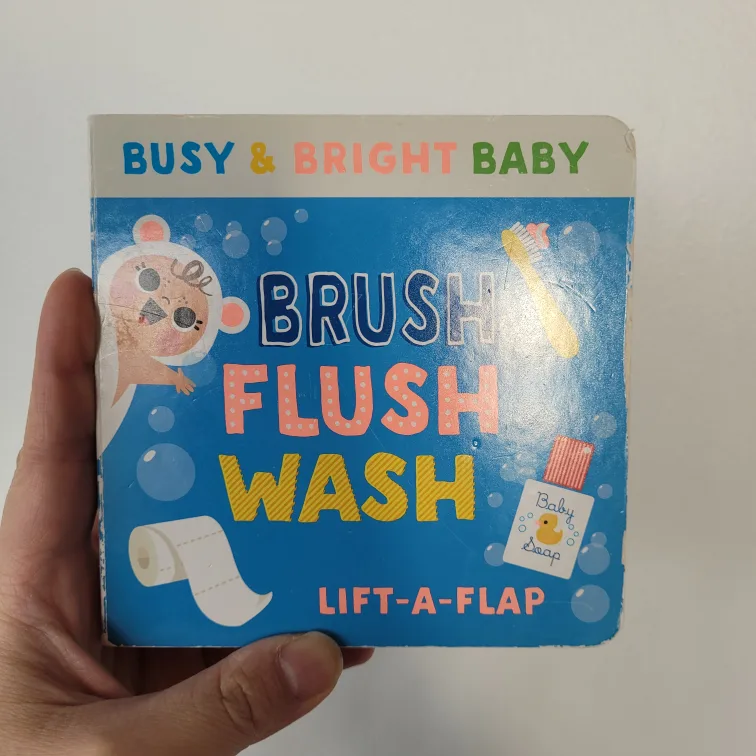 BUSY & BRIGHT BABY
BRUSH
FLUSH
WASH
Baby
Soap
LIFT-A-FLAP